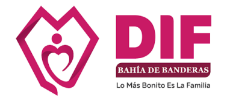 DIF
BAHÍA DE BANDERAS
Lo Más Bonito Es La Familia